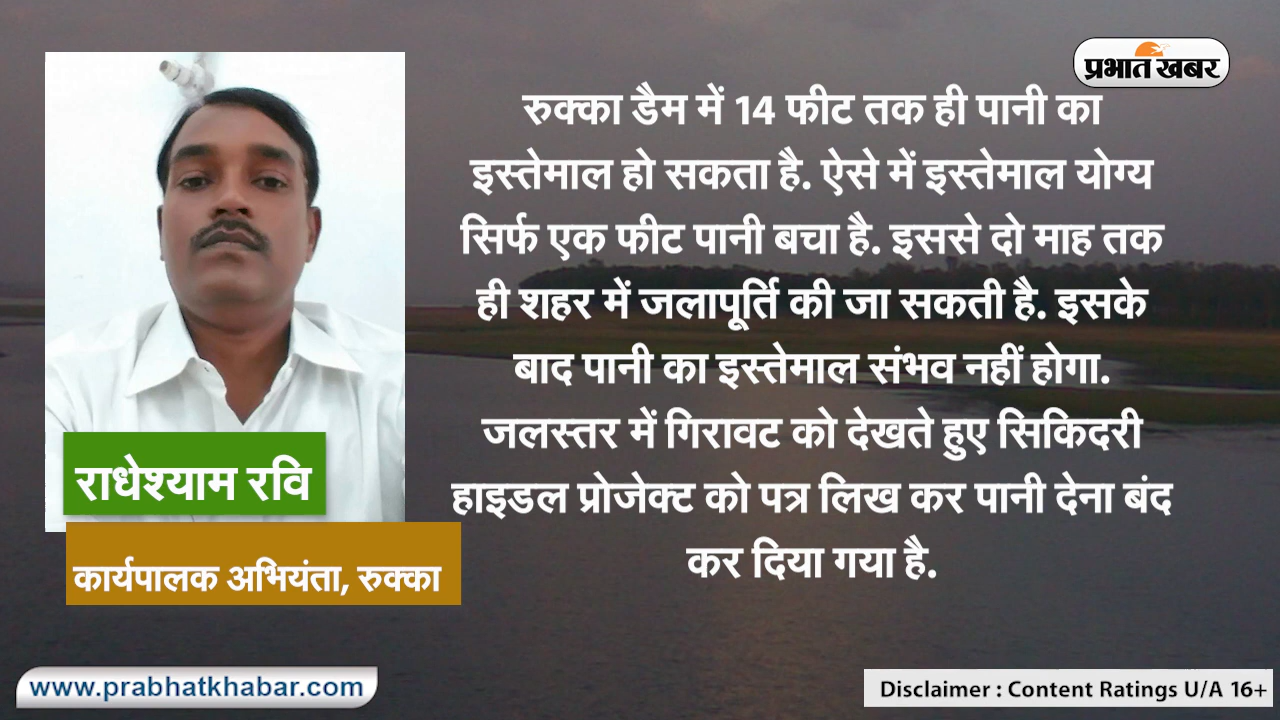 प्रभात खबर
रुक्का डैम में 14 फीट तक ही पानी का
इस्तेमाल हो सकता है. ऐसे में इस्तेमाल योग्य
सिर्फ एक फीट पानी बचा है. इससे दो माह तक
ही शहर में जलापूर्ति की जा सकती है. इसके
बाद पानी का इस्तेमाल संभव नहीं होगा.
जलस्तर में गिरावट को देखते हुए सिकिदरी
हाइडल प्रोजेक्ट को पत्र लिख कर पानी देना बंद
कर दिया गया है.
राधेश्याम रवि
कार्यपालक अभियंता, रुक्का
www.prabhatkhabar.com
Disclaimer : Content Ratings U/A 16+